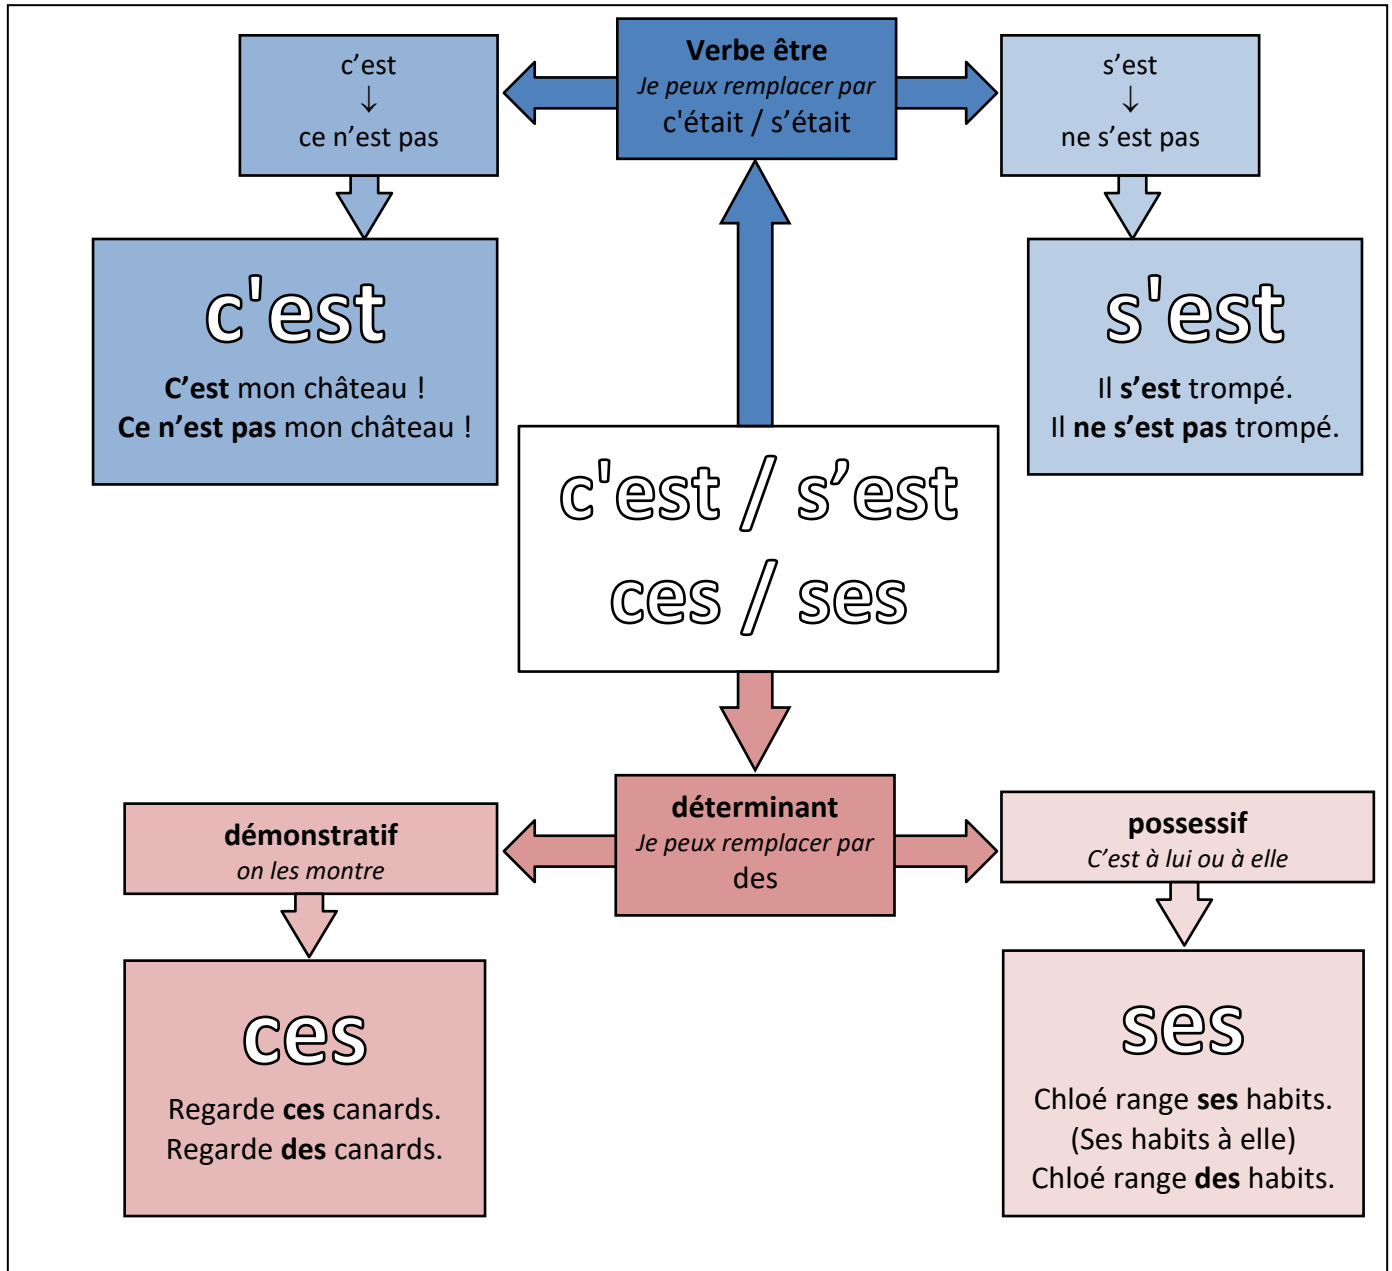 Verbe être
Je peux remplacer par
c'était / s’était
c’est
↓
ce n’est pas
s’est
↓
ne s’est pas
c'est
C’est mon château !
Ce n’est pas mon château !
s'est
Il s’est trompé.
Il ne s’est pas trompé.
c'est / s’est
ces / ses
déterminant
Je peux remplacer par
des
démonstratif
on les montre
possessif
C’est à lui ou à elle
ces
Regarde ces canards.
Regarde des canards.
ses
Chloé range ses habits.
(Ses habits à elle)
Chloé range des habits.